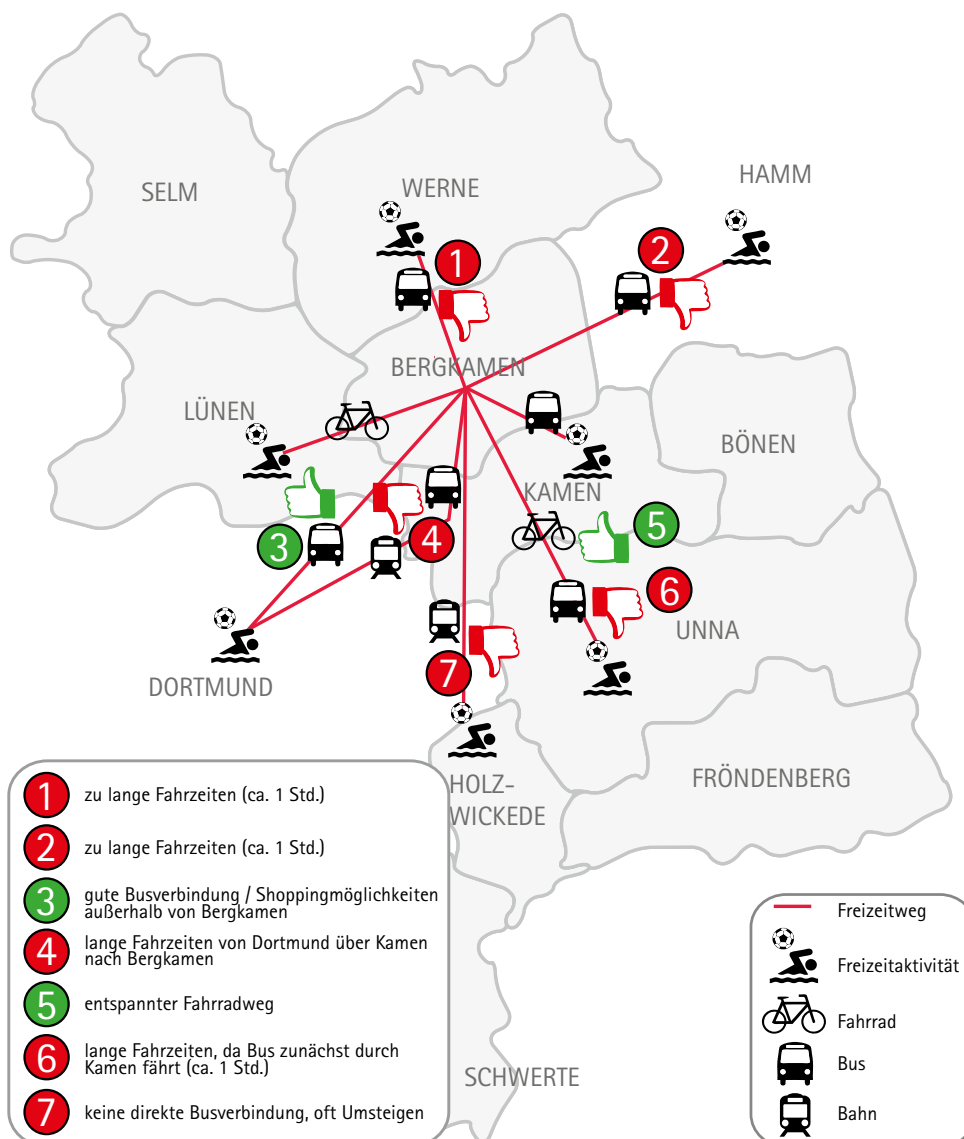 HAMM
WERNE
SELM
1
2
BERGKAMEN
LÜNEN
BÖNEN
KAMEN
3
4
5
6
UNNA
7
DORTMUND
HOLZ-
WICKEDE
FRÖNDENBERG
SCHWERTE
1 zu lange Fahrzeiten (ca. 1 Std.)
2 zu lange Fahrzeiten (ca. 1 Std.)
3 gute Busverbindung / Shoppingmöglichkeiten
außerhalb von Bergkamen
4 lange Fahrzeiten von Dortmund über Kamen
nach Bergkamen
5 entspannter Fahrradweg
6 lange Fahrzeiten, da Bus zunächst durch
Kamen fährt (ca. 1 Std.)
7 keine direkte Busverbindung, oft Umsteigen
Freizeitweg
Freizeitaktivität
Fahrrad
Bus
Bahn